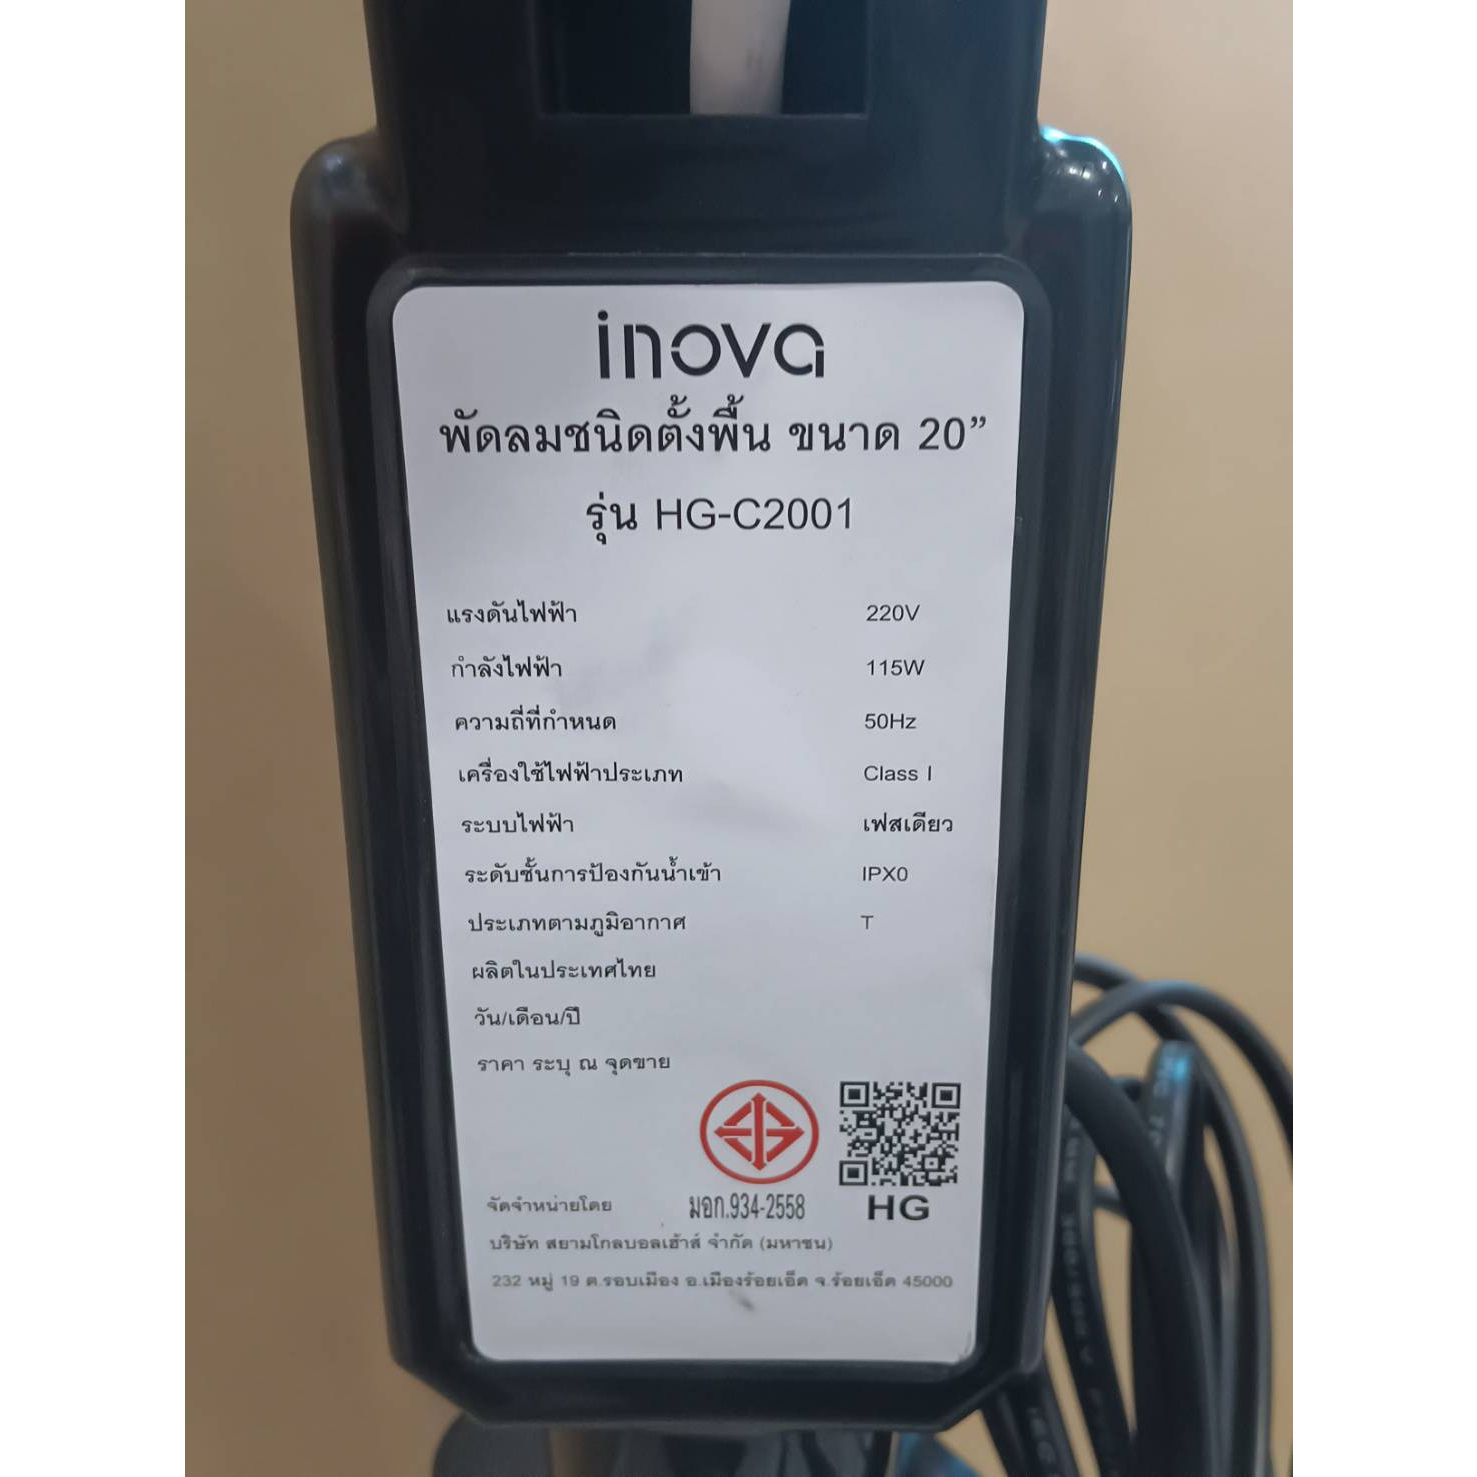 inova
พัดลมชนิดตั้งพื้น ขนาด 20”
รุ่น HG-C2001
แรงดันไฟฟ้า 220V
กำลังไฟฟ้า 115W
ความถี่ที่กำหนด 50Hz
เครื่องใช้ไฟฟ้าประเภท Class I
ระบบไฟฟ้า เฟสเดียว
ระดับชั้นการป้องกันน้ำเข้า IPX0
ประเภทตามภูมิอากาศ T
ผลิตในประเทศไทย
วัน/เดือน/ปี
ราคา ระบุ ณ จุดขาย
จัดจำหน่ายโดย มอก.934-2558 HG
บริษัท สยามโกลบอลเฮ้าส์ จำกัด (มหาชน)
232 หมู่ 19 ต.รอบเมือง อ.เมืองร้อยเอ็ด จ.ร้อยเอ็ด 45000